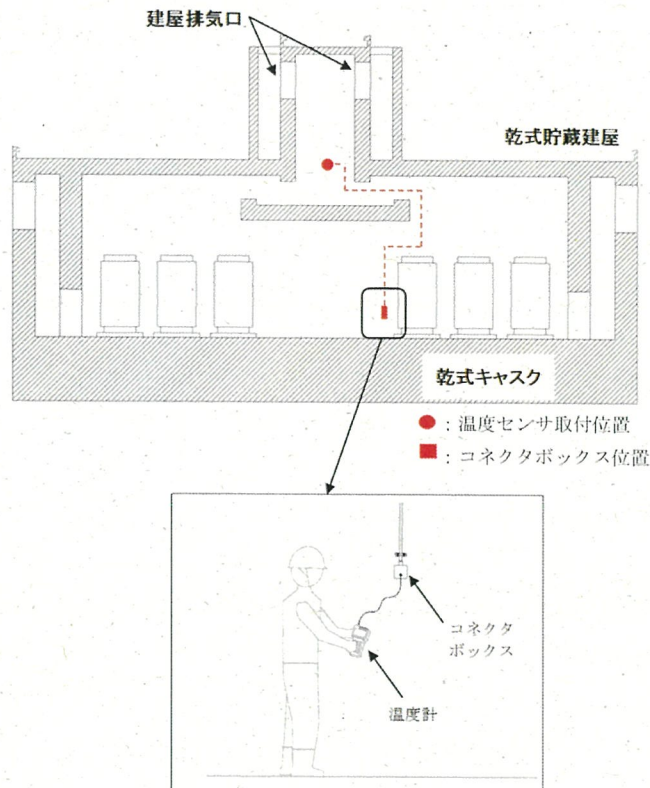 建屋排気口
乾式貯蔵建屋
乾式キャスク
●：温度センサ取付位置
■：コネクタボックス位置
コネクタ
ボックス
温度計